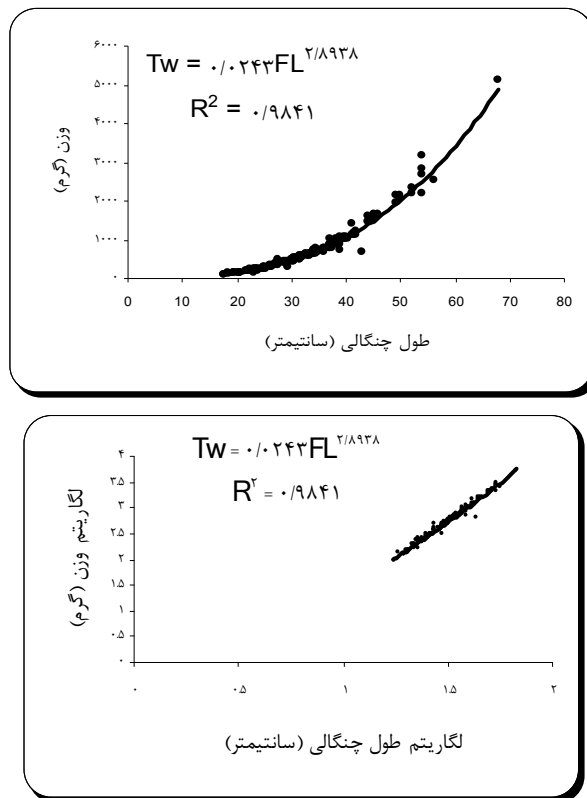 Tw = ۰/۰۲۴۳FL^۲/۸۹۳۸
R² = ۰/۹۸۴۱
وزن (گرم)
۶۰۰۰
۵۰۰۰
۴۰۰۰
۳۰۰۰
۲۰۰۰
۱۰۰۰
۰
0 10 20 30 40 50 60 70 80
طول چنگالی (سانتیمتر)
Tw = ۰/۰۲۴۳FL^۲/۸۹۳۸
R^۲ = ۰/۹۸۴۱
لگاریتم وزن (گرم)
۴
۳.۵
۳
۲.۵
۲
۱.۵
۱
۰.۵
۰
۰ ۰.۵ ۱ ۱.۵ ۲
لگاریتم طول چنگالی (سانتیمتر)